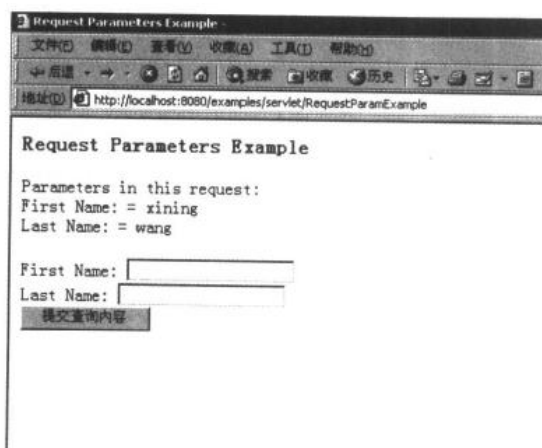 Request Parameters Example -
文件(F) 编辑(E) 查看(V) 收藏(A) 工具(T) 帮助(H)
后退 搜索 收藏 历史
地址(D) http://localhost:8080/examples/servlet/RequestParamExample
Request Parameters Example
Parameters in this request:
First Name: = xining
Last Name: = wang
First Name:
Last Name:
提交查询内容